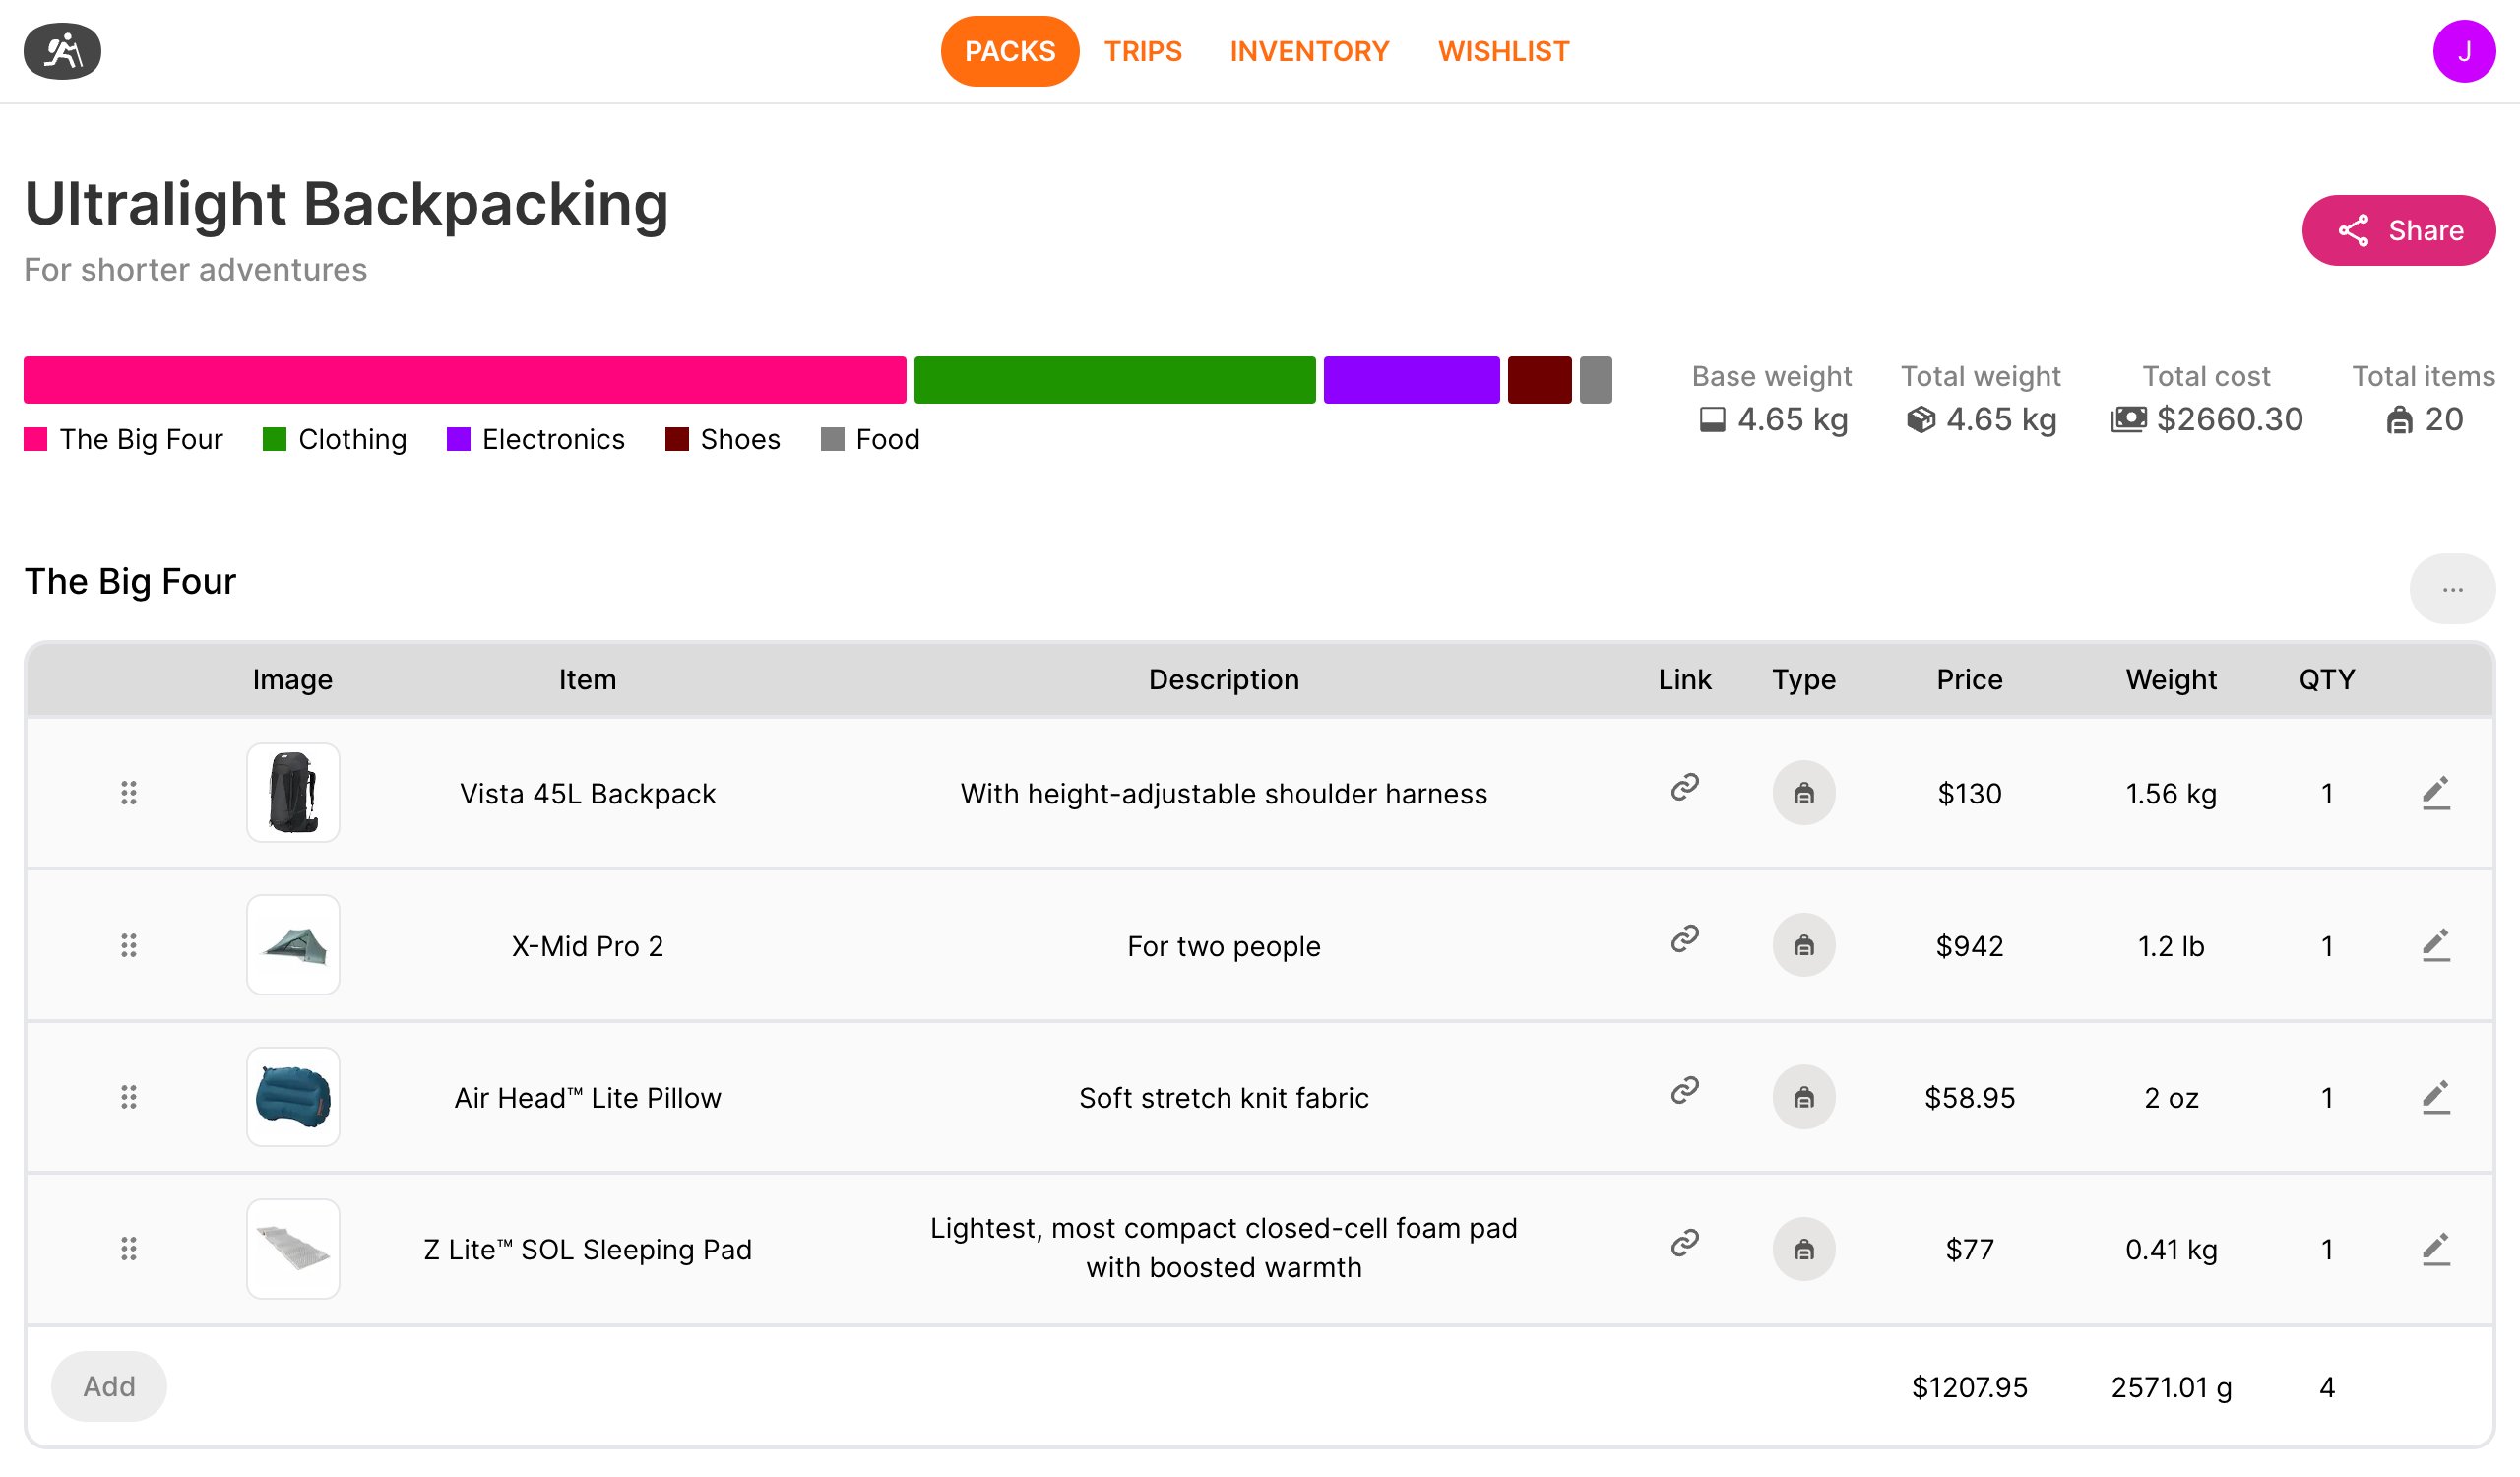 PACKS TRIPS INVENTORY WISHLIST J
Ultralight Backpacking
For shorter adventures
Share
The Big Four Clothing Electronics Shoes Food
Base weight Total weight Total cost Total items
4.65 kg 4.65 kg $2660.30 20
The Big Four
...
Image Item Description Link Type Price Weight QTY
Vista 45L Backpack With height-adjustable shoulder harness $130 1.56 kg 1
X-Mid Pro 2 For two people $942 1.2 lb 1
Air Head™ Lite Pillow Soft stretch knit fabric $58.95 2 oz 1
Z Lite™ SOL Sleeping Pad Lightest, most compact closed-cell foam pad
with boosted warmth $77 0.41 kg 1
Add $1207.95 2571.01 g 4